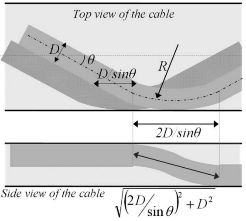 Top view of the cable
D
θ
D/sinθ
R
2D/sinθ
Side view of the cable
√((2D/sinθ)² + D²)